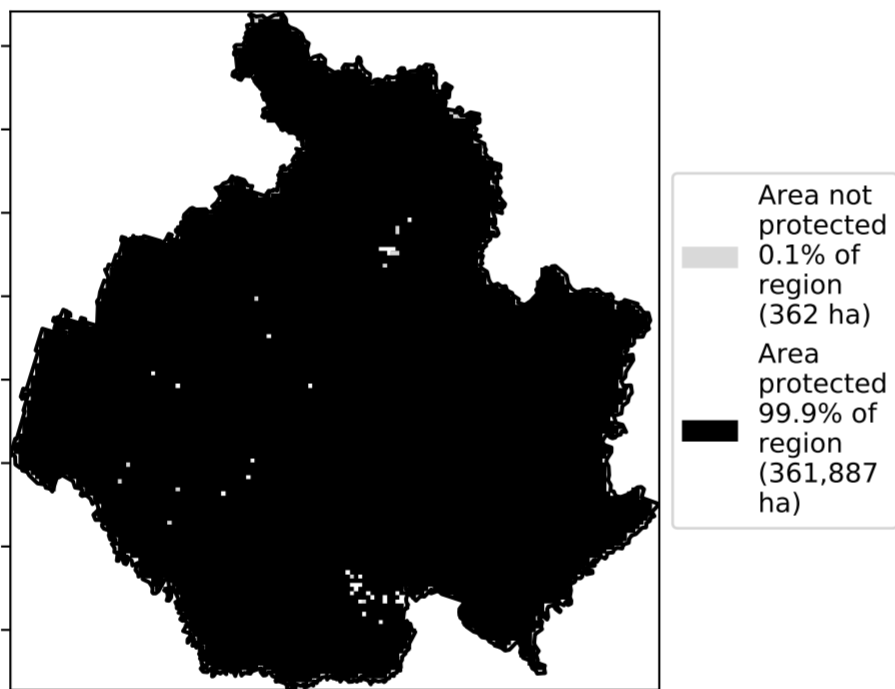 Area not
protected
0.1% of
region
(362 ha)
Area
protected
99.9% of
region
(361,887
ha)